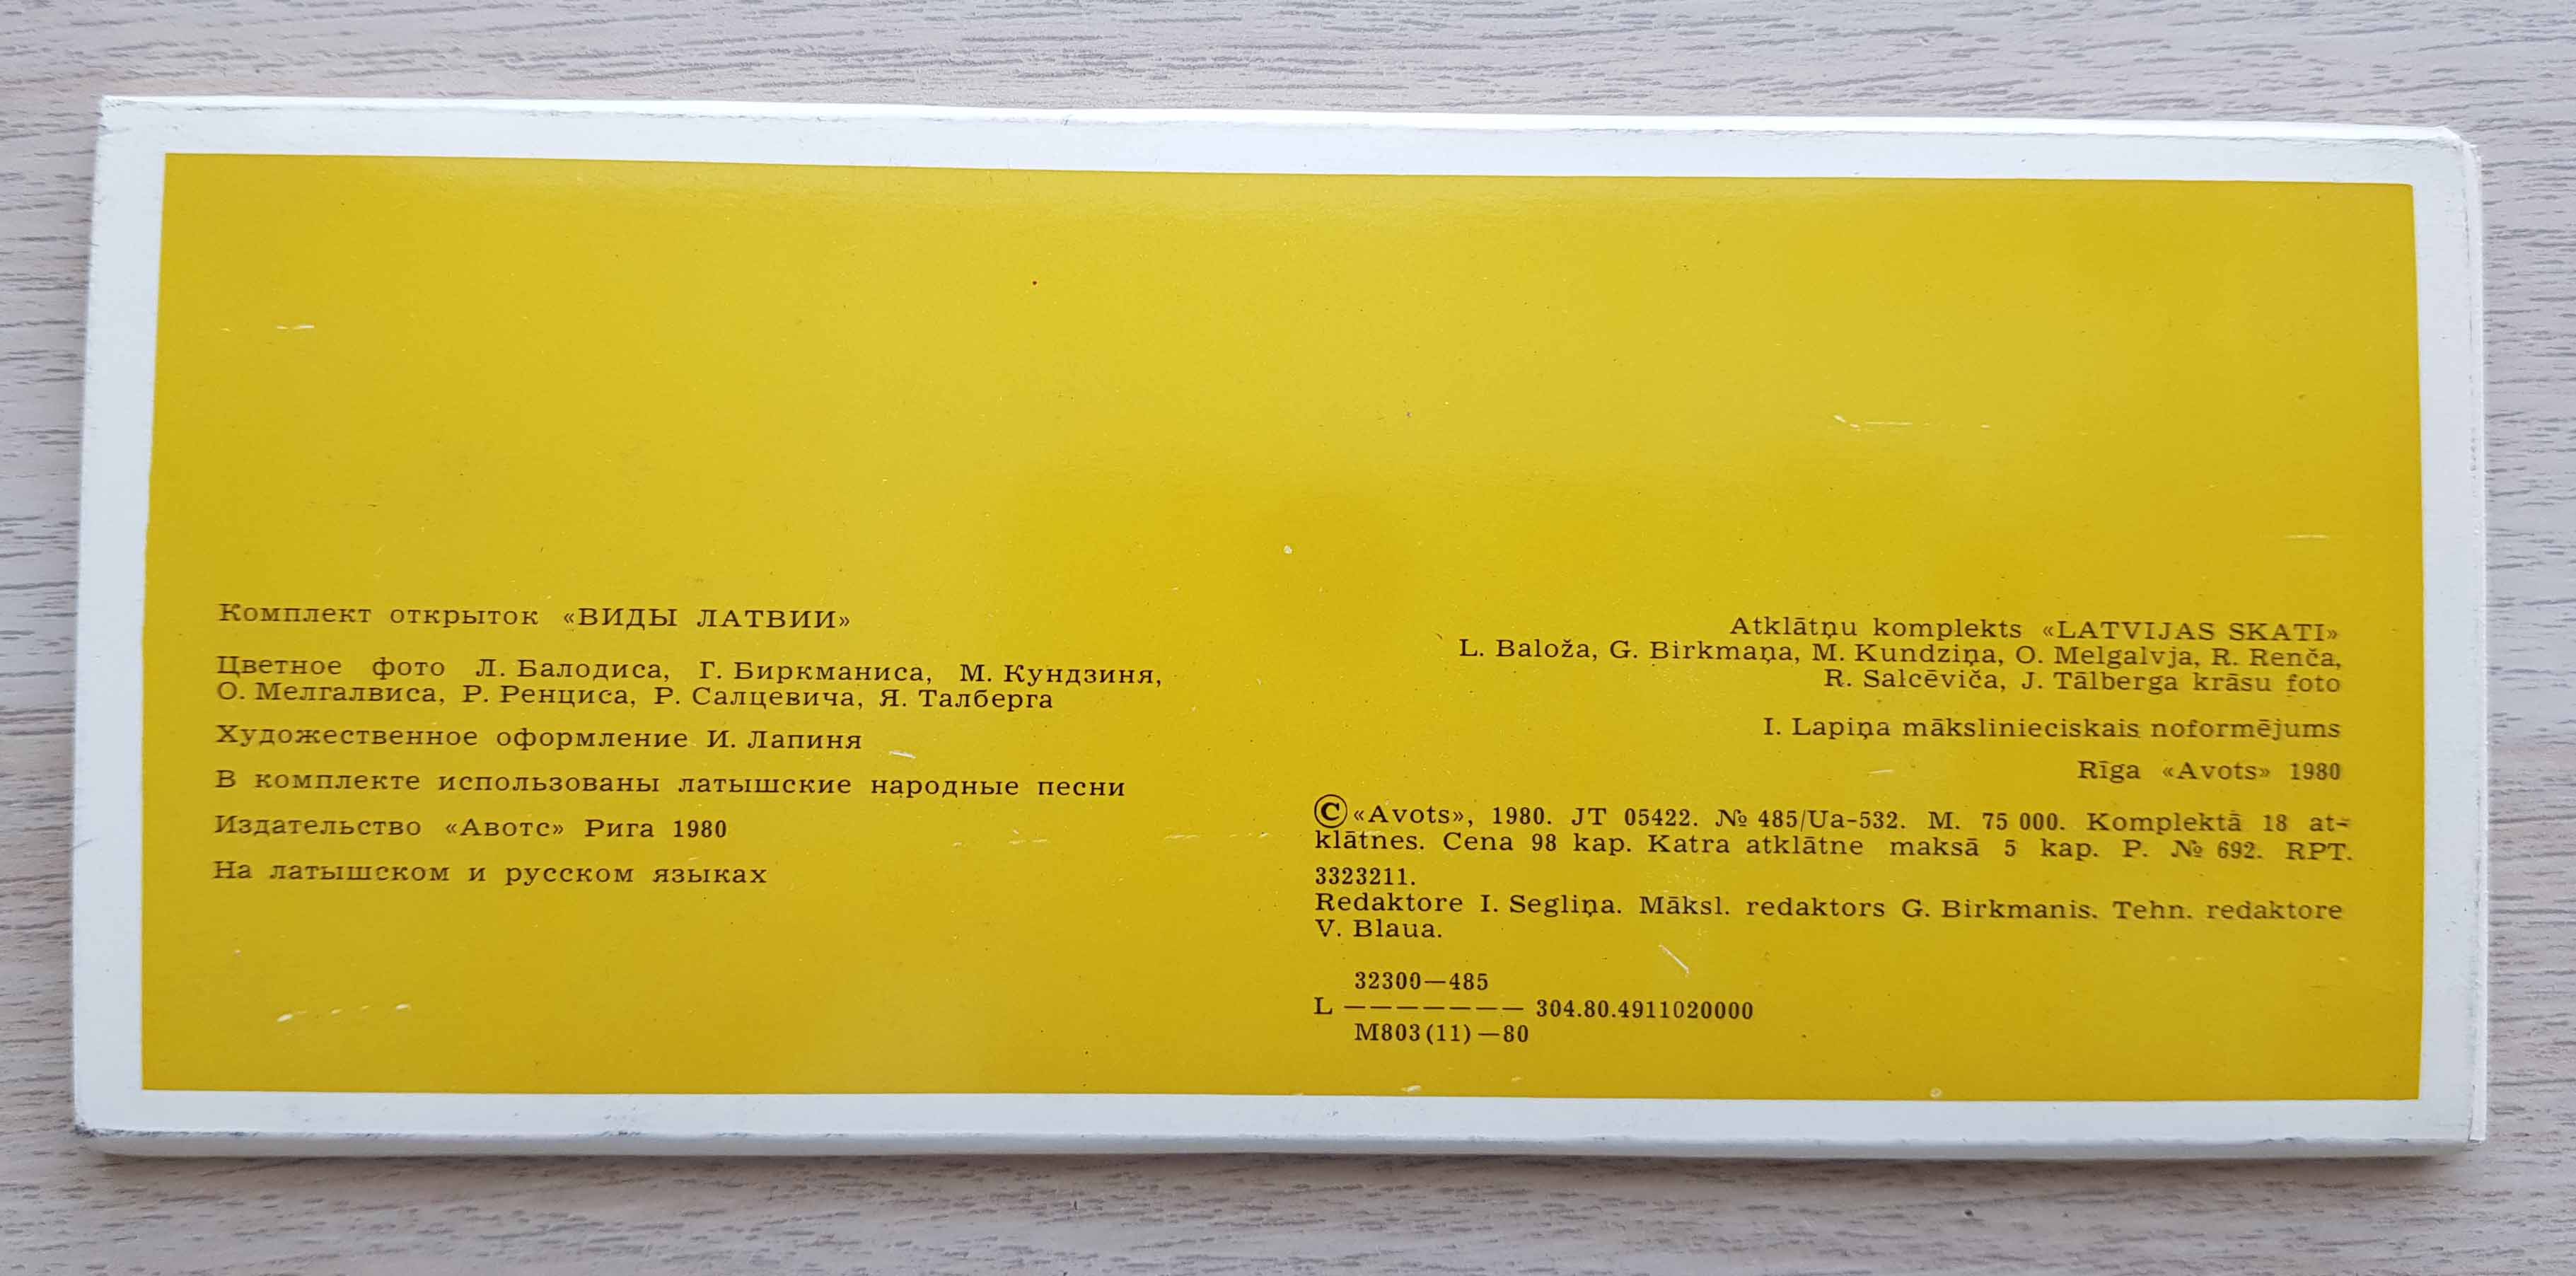 Комплект открыток «ВИДЫ ЛАТВИИ»
Цветное фото Л. Балодиса, Г. Биркманиса, М. Кундзиня,
О. Мелгалвиса, Р. Ренциса, Р. Салцевича, Я. Талберга
Художественное оформление И. Лапиня
В комплекте использованы латышские народные песни
Издательство «Авотс» Рига 1980
На латышском и русском языках
Atklātņu komplekts «LATVIJAS SKATI»
L. Baloža, G. Birkmaņa, M. Kundziņa, O. Melgalvja, R. Renča,
R. Salcēviča, J. Tālberga krāsu foto
I. Lapiņa mākslinieciskais noformējums
Rīga «Avots» 1980
©«Avots», 1980. JT 05422. № 485/Ua-532. M. 75 000. Komplektā 18 at-
klātnes. Cena 98 kap. Katra atklātne maksā 5 kap. P. № 692. RPT.
3323211.
Redaktore I. Segliņa. Māksl. redaktors G. Birkmanis. Tehn. redaktore
V. Blaua.
32300—485
L ——————— 304.80.4911020000
M803(11)—80